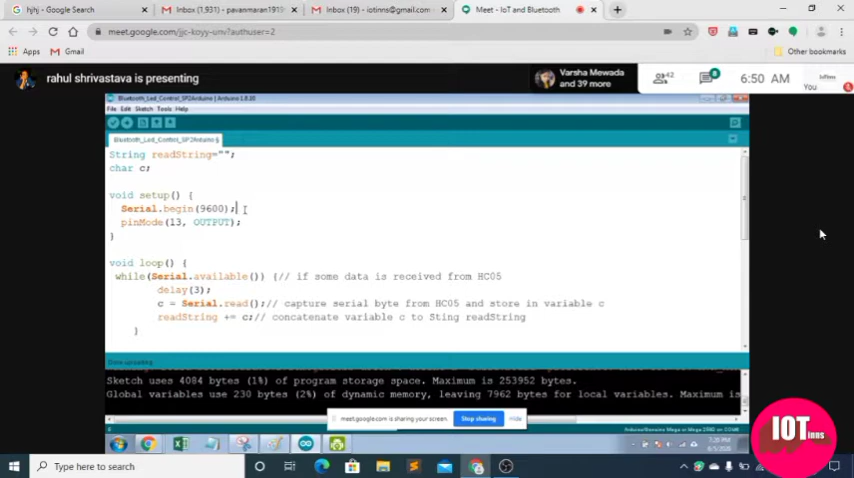 hjhj - Google Search
Inbox (1,931) - pavanmaran1919
Inbox (19) - iotinns@gmail.com
Meet - IoT and Bluetooth
meet.google.com/jjc-koyy-unv?authuser=2
Apps
Gmail
Other bookmarks
rahul shrivastava is presenting
Varsha Mewada
and 39 more
42
8
6:50 AM
You
Bluetooth_Led_Control_SP2Arduino | Arduino 1.8.10
File Edit Sketch Tools Help
Bluetooth_Led_Control_SP2Arduino §
String readString="";
char c;
void setup() {
Serial.begin(9600);
pinMode(13, OUTPUT);
}
void loop() {
while(Serial.available()) {// if some data is received from HC05
delay(3);
c = Serial.read();// capture serial byte from HC05 and store in variable c
readString += c;// concatenate variable c to Sting readString
}
Done uploading.
Sketch uses 4084 bytes (1%) of program storage space. Maximum is 253952 bytes.
Global variables use 230 bytes (2%) of dynamic memory, leaving 7962 bytes for local variables. Maximum is
meet.google.com is sharing your screen.
Stop sharing
Hide
IOT
inns
Type here to search